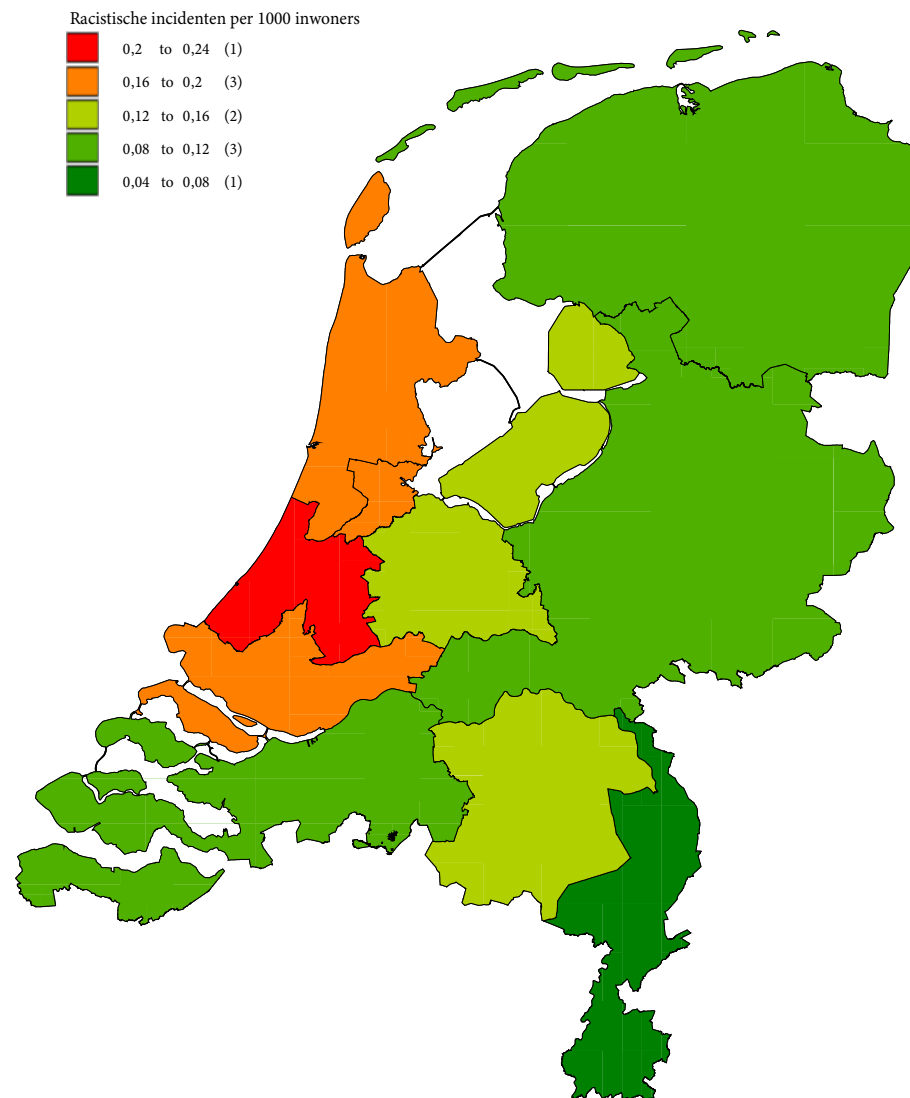 Racistische incidenten per 1000 inwoners
0,2 to 0,24 (1)
0,16 to 0,2 (3)
0,12 to 0,16 (2)
0,08 to 0,12 (3)
0,04 to 0,08 (1)